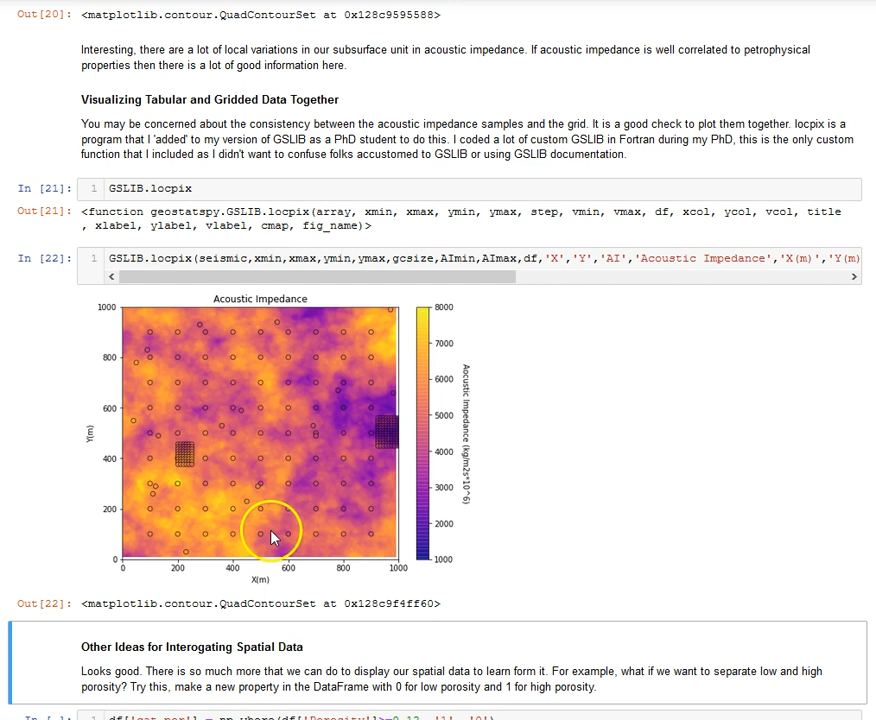 Out[20]: <matplotlib.contour.QuadContourSet at 0x128c9595588>
Interesting, there are a lot of local variations in our subsurface unit in acoustic impedance. If acoustic impedance is well correlated to petrophysical
properties then there is a lot of good information here.
Visualizing Tabular and Gridded Data Together
You may be concerned about the consistency between the acoustic impedance samples and the grid. It is a good check to plot them together. locpix is a
program that I 'added' to my version of GSLIB as a PhD student to do this. I coded a lot of custom GSLIB in Fortran during my PhD, this is the only custom
function that I included as I didn't want to confuse folks accustomed to GSLIB or using GSLIB documentation.
In [21]: 1 GSLIB.locpix
Out[21]: <function geostatspy.GSLIB.locpix(array, xmin, xmax, ymin, ymax, step, vmin, vmax, df, xcol, ycol, vcol, title
, xlabel, ylabel, vlabel, cmap, fig_name)>
In [22]: 1 GSLIB.locpix(seismic,xmin,xmax,ymin,ymax,gcsize,AImin,AImax,df,'X','Y','AI','Acoustic Impedance','X(m)','Y(m)
Acoustic Impedance
1000
800
600
400
200
0
Y(m)
0 200 400 600 800 1000
X(m)
8000
7000
6000
5000
4000
3000
2000
1000
Aocustic Impedance (kg/m2s*10^6)
Out[22]: <matplotlib.contour.QuadContourSet at 0x128c9f4ff60>
Other Ideas for Interogating Spatial Data
Looks good. There is so much more that we can do to display our spatial data to learn form it. For example, what if we want to separate low and high
porosity? Try this, make a new property in the DataFrame with 0 for low porosity and 1 for high porosity.